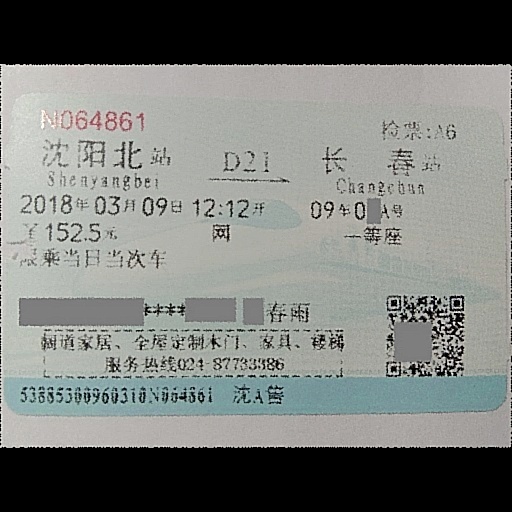 N064861
检票:A6
沈阳北站 D21 长春站
Shenyangbei Changchun
2018年03月09日 12:12开 09车0 A号
¥152.5元 网 一等座
限乘当日当次车
**** 春雨
阔道家居、全屋定制木门、家具、楼梯
服务热线024-87733386
53885300960310N064861 沈A售